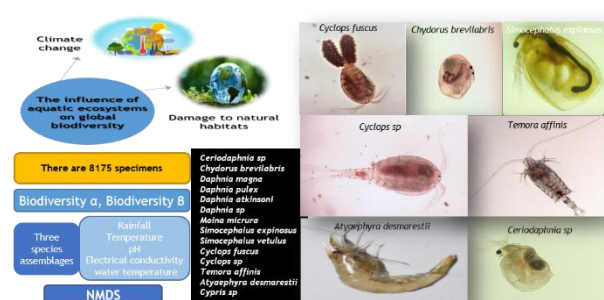 Climate
change
The influence of
aquatic ecosystems
on global
biodiversity
Damage to natural
habitats
There are 8175 specimens
Biodiversity α, Biodiversity β
Three
species
assemblages
Rainfall
Temperature
pH
Electrical conductivity
water temperature
NMDS
Ceriodaphnia sp
Chydorus brevilabris
Daphnia magna
Daphnia pulex
Daphnia atkinsoni
Daphnia sp
Moina micrura
Simocephalus expinosus
Simocephalus vetulus
Cyclops fuscus
Cyclops sp
Temora affinis
Atyaephyra desmarestii
Cypris sp
Cyclops fuscus
Chydorus brevilabris
Simocephalus expinosus
Cyclops sp
Temora affinis
Atyaephyra desmarestii
Ceriodaphnia sp